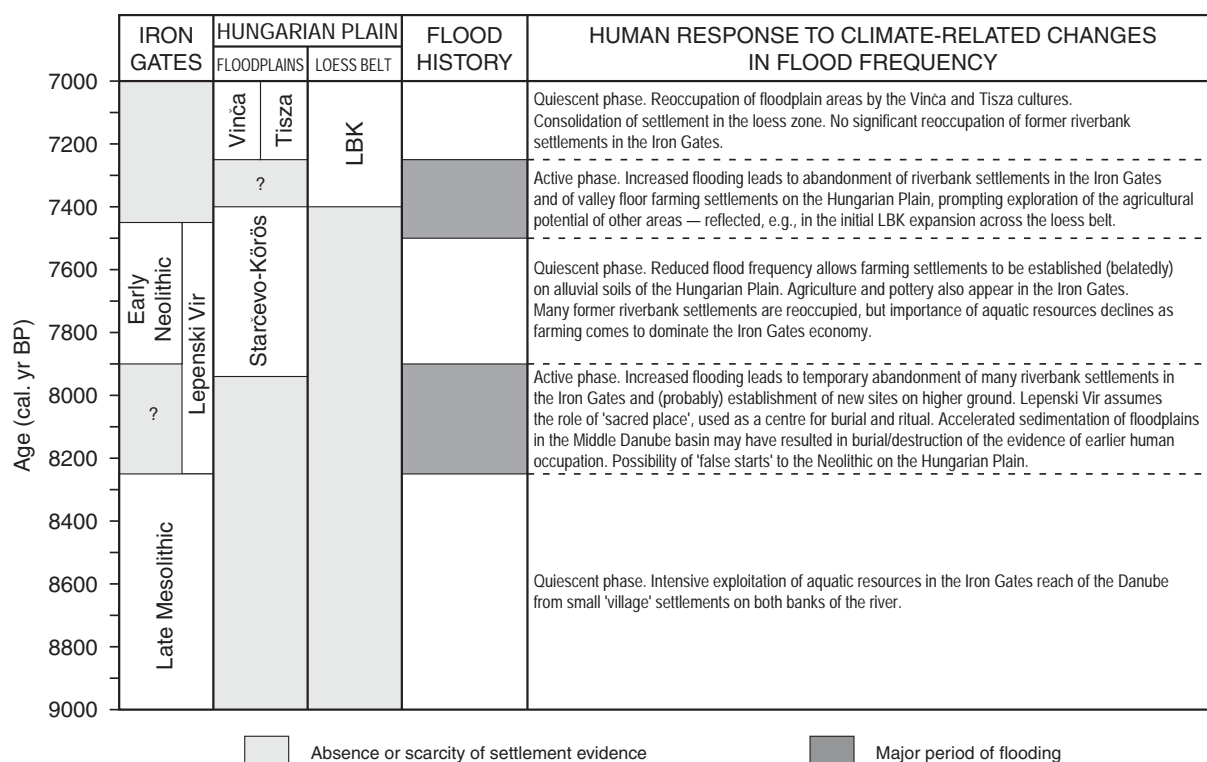 IRON GATES
HUNGARIAN PLAIN
FLOODPLAINS
LOESS BELT
FLOOD HISTORY
HUMAN RESPONSE TO CLIMATE-RELATED CHANGES
IN FLOOD FREQUENCY
Age (cal. yr BP)
7000
7200
7400
7600
7800
8000
8200
8400
8600
8800
9000
Early Neolithic
Lepenski Vir
?
Late Mesolithic
Vinča
Tisza
?
Starčevo-Körös
LBK
Quiescent phase. Reoccupation of floodplain areas by the Vinča and Tisza cultures.
Consolidation of settlement in the loess zone. No significant reoccupation of former riverbank
settlements in the Iron Gates.
Active phase. Increased flooding leads to abandonment of riverbank settlements in the Iron Gates
and of valley floor farming settlements on the Hungarian Plain, prompting exploration of the agricultural
potential of other areas — reflected, e.g., in the initial LBK expansion across the loess belt.
Quiescent phase. Reduced flood frequency allows farming settlements to be established (belatedly)
on alluvial soils of the Hungarian Plain. Agriculture and pottery also appear in the Iron Gates.
Many former riverbank settlements are reoccupied, but importance of aquatic resources declines as
farming comes to dominate the Iron Gates economy.
Active phase. Increased flooding leads to temporary abandonment of many riverbank settlements in
the Iron Gates and (probably) establishment of new sites on higher ground. Lepenski Vir assumes
the role of 'sacred place', used as a centre for burial and ritual. Accelerated sedimentation of floodplains
in the Middle Danube basin may have resulted in burial/destruction of the evidence of earlier human
occupation. Possibility of 'false starts' to the Neolithic on the Hungarian Plain.
Quiescent phase. Intensive exploitation of aquatic resources in the Iron Gates reach of the Danube
from small 'village' settlements on both banks of the river.
Absence or scarcity of settlement evidence
Major period of flooding